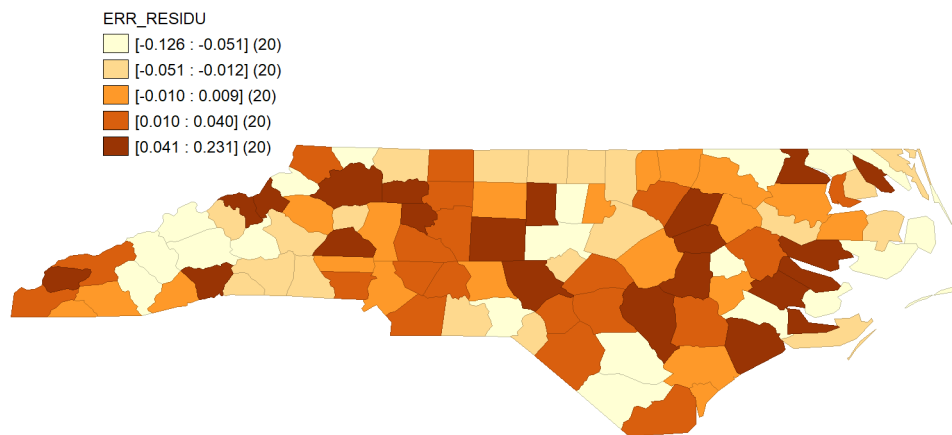 ERR_RESIDU
[-0.126 : -0.051] (20)
[-0.051 : -0.012] (20)
[-0.010 : 0.009] (20)
[0.010 : 0.040] (20)
[0.041 : 0.231] (20)